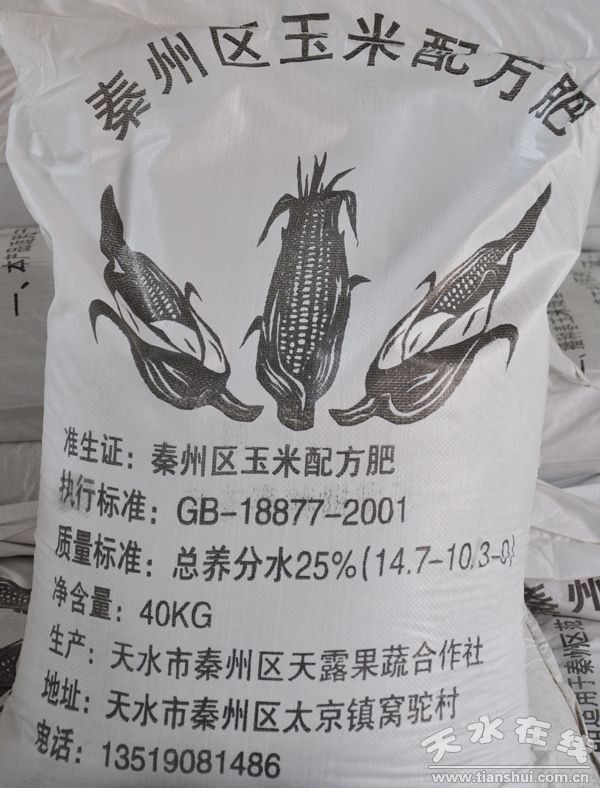 秦州区玉米配方肥
准生证：秦州区玉米配方肥
执行标准：GB-18877-2001
质量标准：总养分水25%(14.7-10.3-0)
净含量：40KG
生产：天水市秦州区天露果蔬合作社
地址：天水市秦州区太京镇窝驼村
电话：13519081486
天水在线
www.tianshui.com.cn